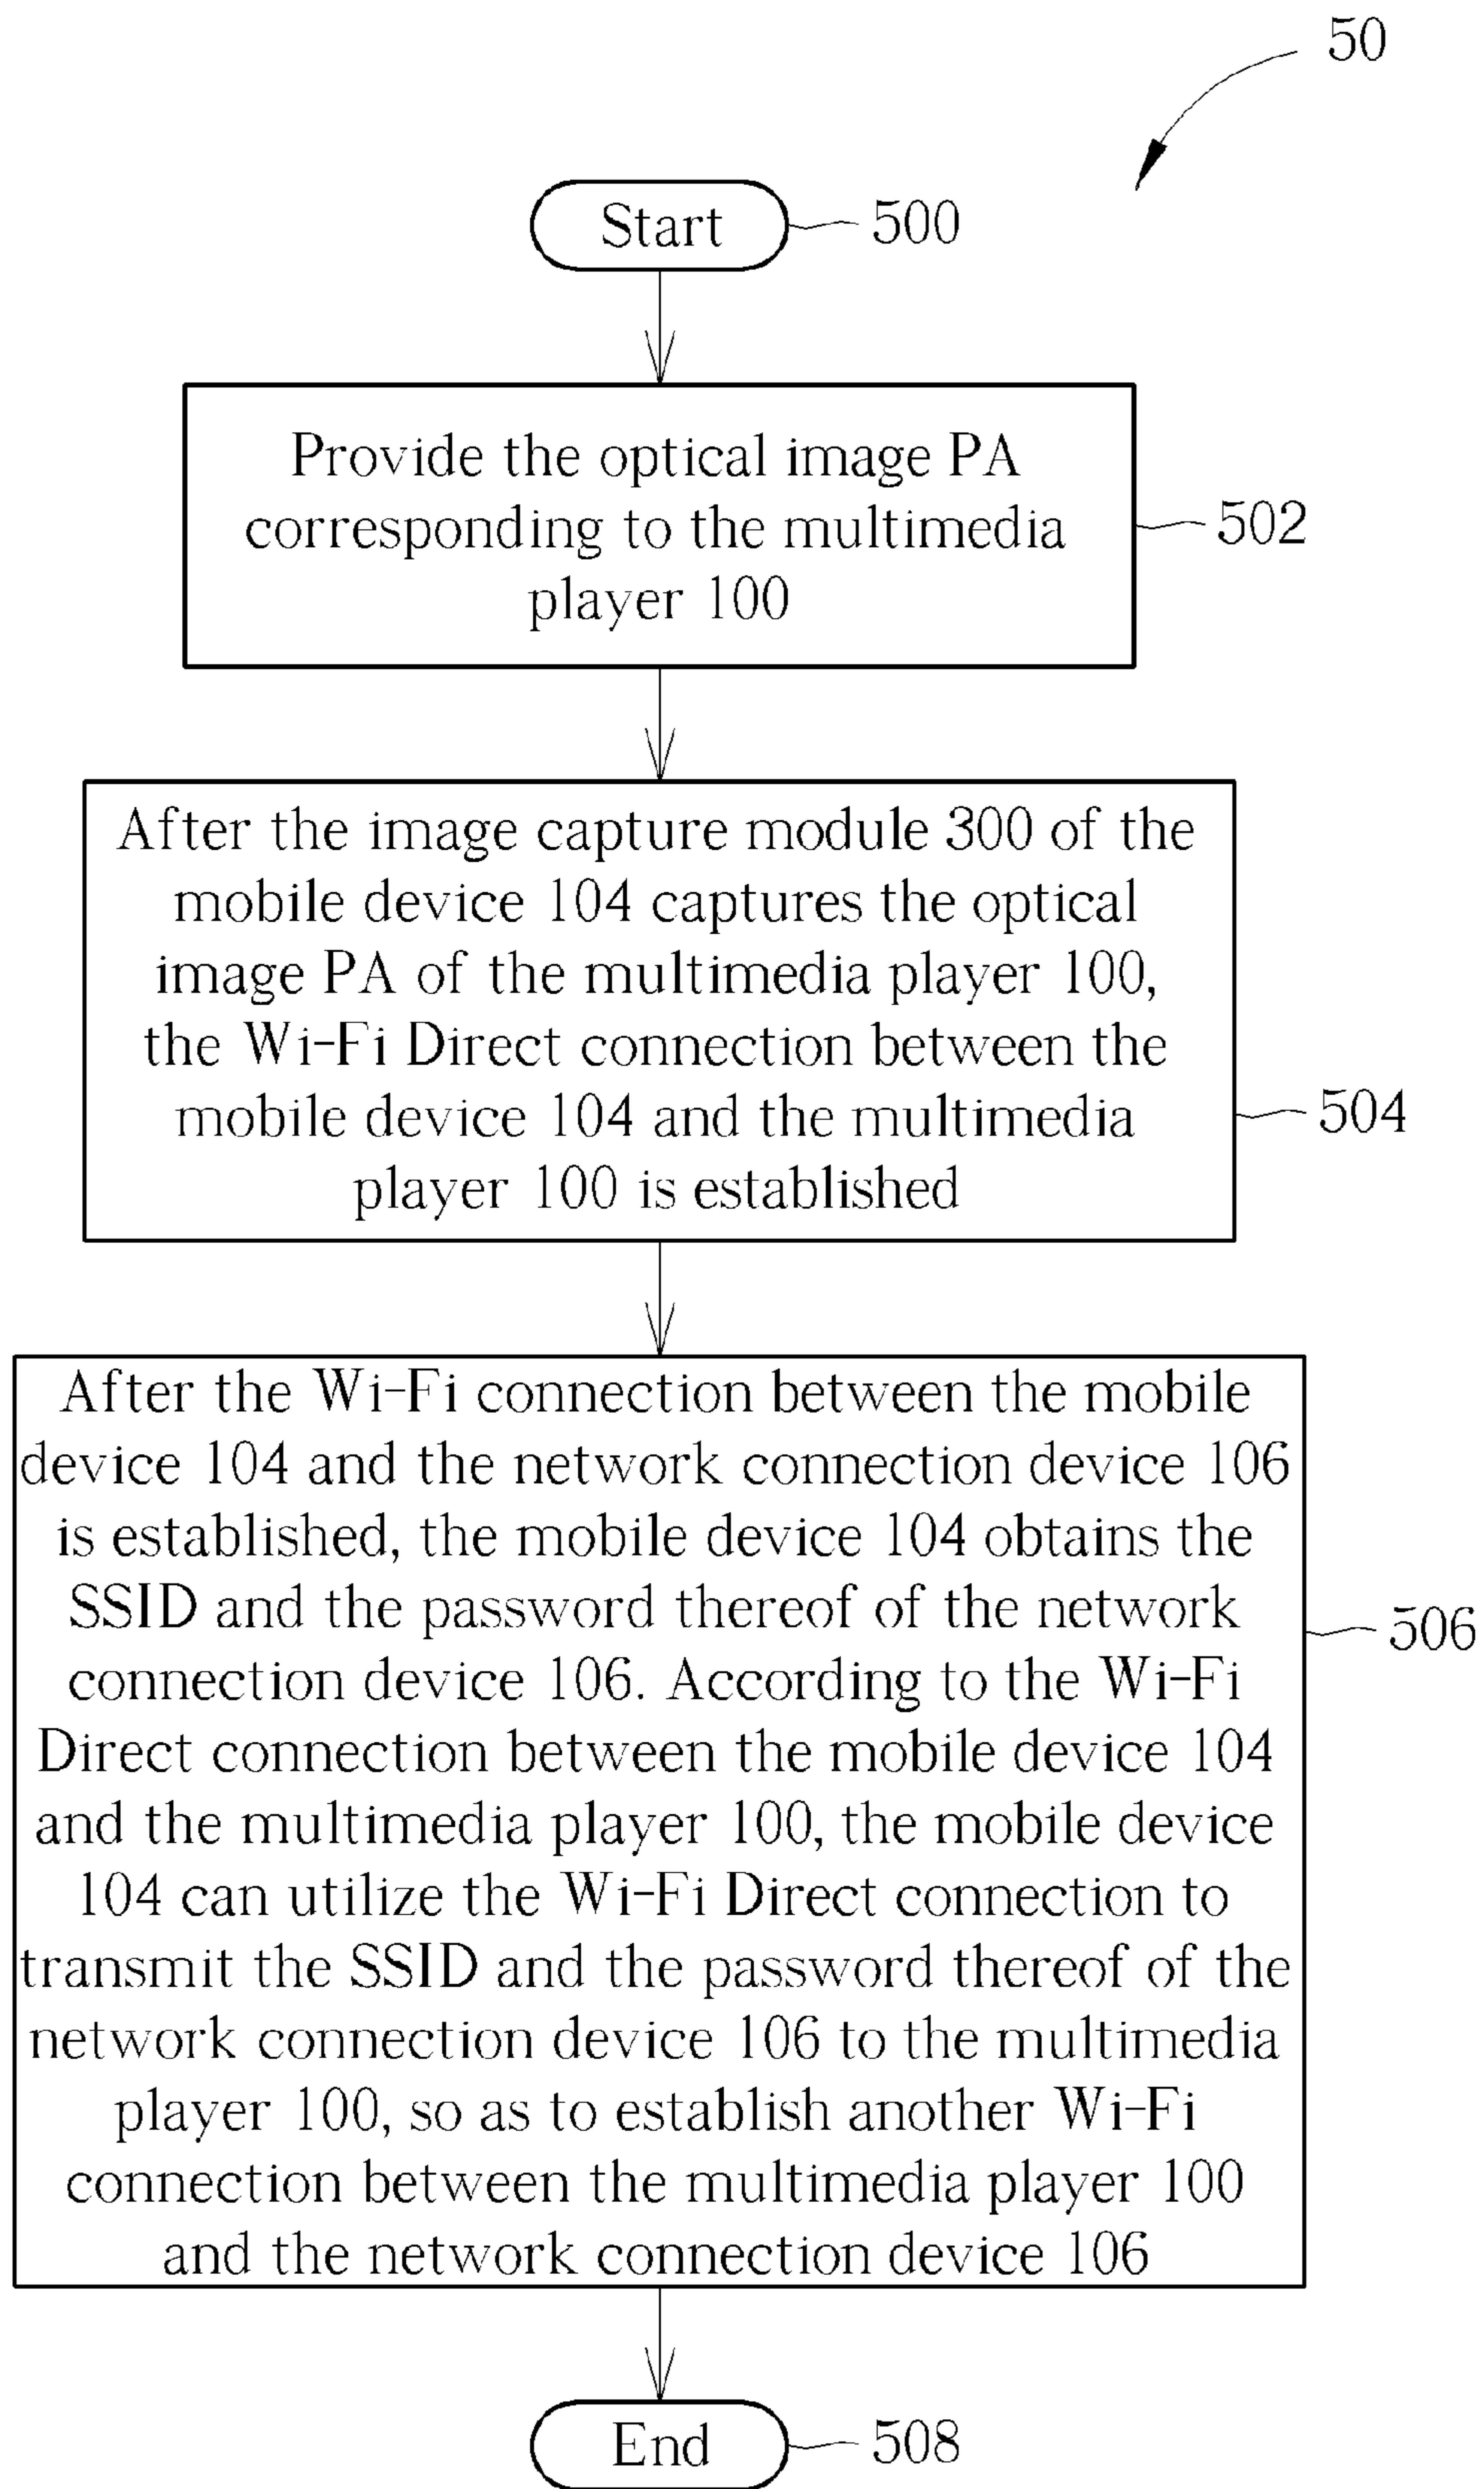 50
Start
500
Provide the optical image PA
corresponding to the multimedia
player 100
502
After the image capture module 300 of the
mobile device 104 captures the optical
image PA of the multimedia player 100,
the Wi-Fi Direct connection between the
mobile device 104 and the multimedia
player 100 is established
504
After the Wi-Fi connection between the mobile
device 104 and the network connection device 106
is established, the mobile device 104 obtains the
SSID and the password thereof of the network
connection device 106. According to the Wi-Fi
Direct connection between the mobile device 104
and the multimedia player 100, the mobile device
104 can utilize the Wi-Fi Direct connection to
transmit the SSID and the password thereof of the
network connection device 106 to the multimedia
player 100, so as to establish another Wi-Fi
connection between the multimedia player 100
and the network connection device 106
506
End
508